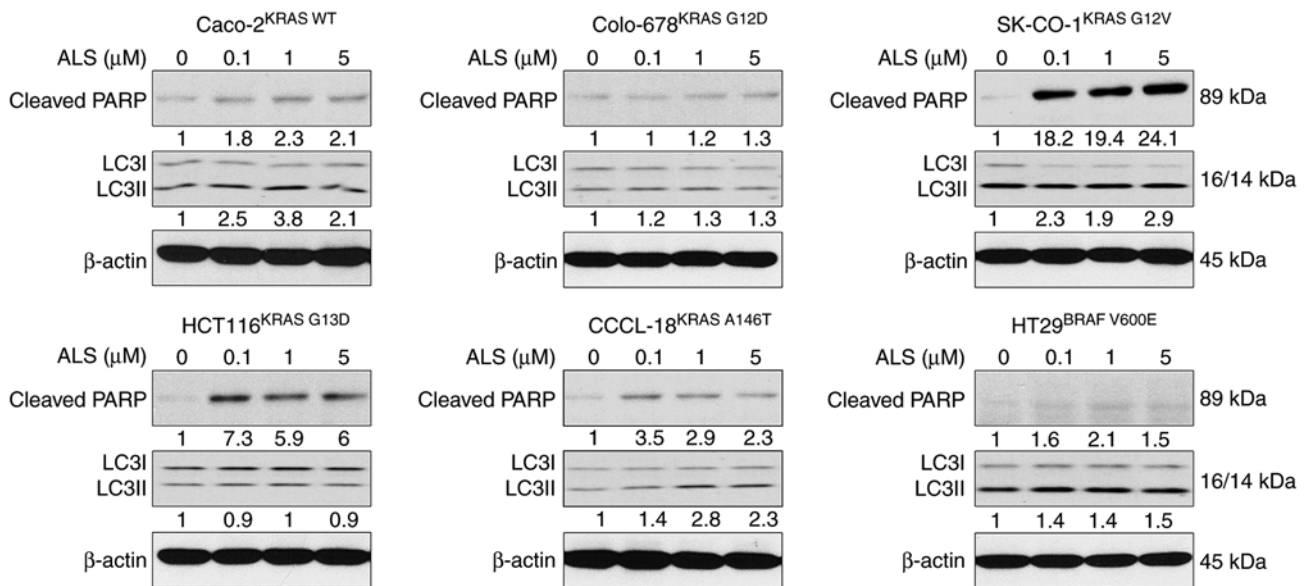 Caco-2KRAS WT Colo-678KRAS G12D SK-CO-1KRAS G12V
ALS (μM) 0 0.1 1 5 ALS (μM) 0 0.1 1 5 ALS (μM) 0 0.1 1 5
Cleaved PARP Cleaved PARP Cleaved PARP 89 kDa
1 1.8 2.3 2.1 1 1 1.2 1.3 1 18.2 19.4 24.1
LC3I LC3I LC3I
LC3II LC3II LC3II 16/14 kDa
1 2.5 3.8 2.1 1 1.2 1.3 1.3 1 2.3 1.9 2.9
β-actin β-actin β-actin 45 kDa
HCT116KRAS G13D CCCL-18KRAS A146T HT29BRAF V600E
ALS (μM) 0 0.1 1 5 ALS (μM) 0 0.1 1 5 ALS (μM) 0 0.1 1 5
Cleaved PARP Cleaved PARP Cleaved PARP 89 kDa
1 7.3 5.9 6 1 3.5 2.9 2.3 1 1.6 2.1 1.5
LC3I LC3I LC3I
LC3II LC3II LC3II 16/14 kDa
1 0.9 1 0.9 1 1.4 2.8 2.3 1 1.4 1.4 1.5
β-actin β-actin β-actin 45 kDa